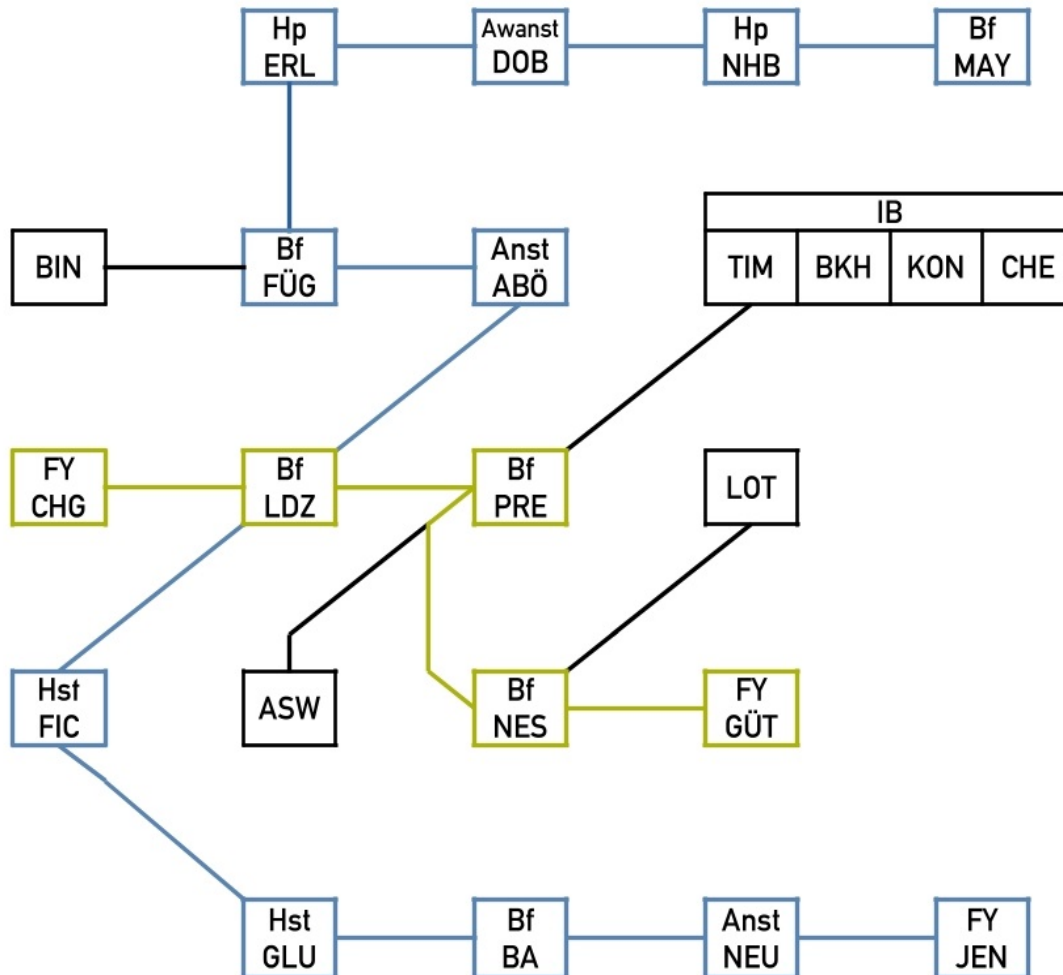 Hp
ERL
Awanst
DOB
Hp
NHB
Bf
MAY
BIN
Bf
FÜG
Anst
ABÖ
IB
TIM
BKH
KON
CHE
FY
CHG
Bf
LDZ
Bf
PRE
LOT
Hst
FIC
ASW
Bf
NES
FY
GÜT
Hst
GLU
Bf
BA
Anst
NEU
FY
JEN